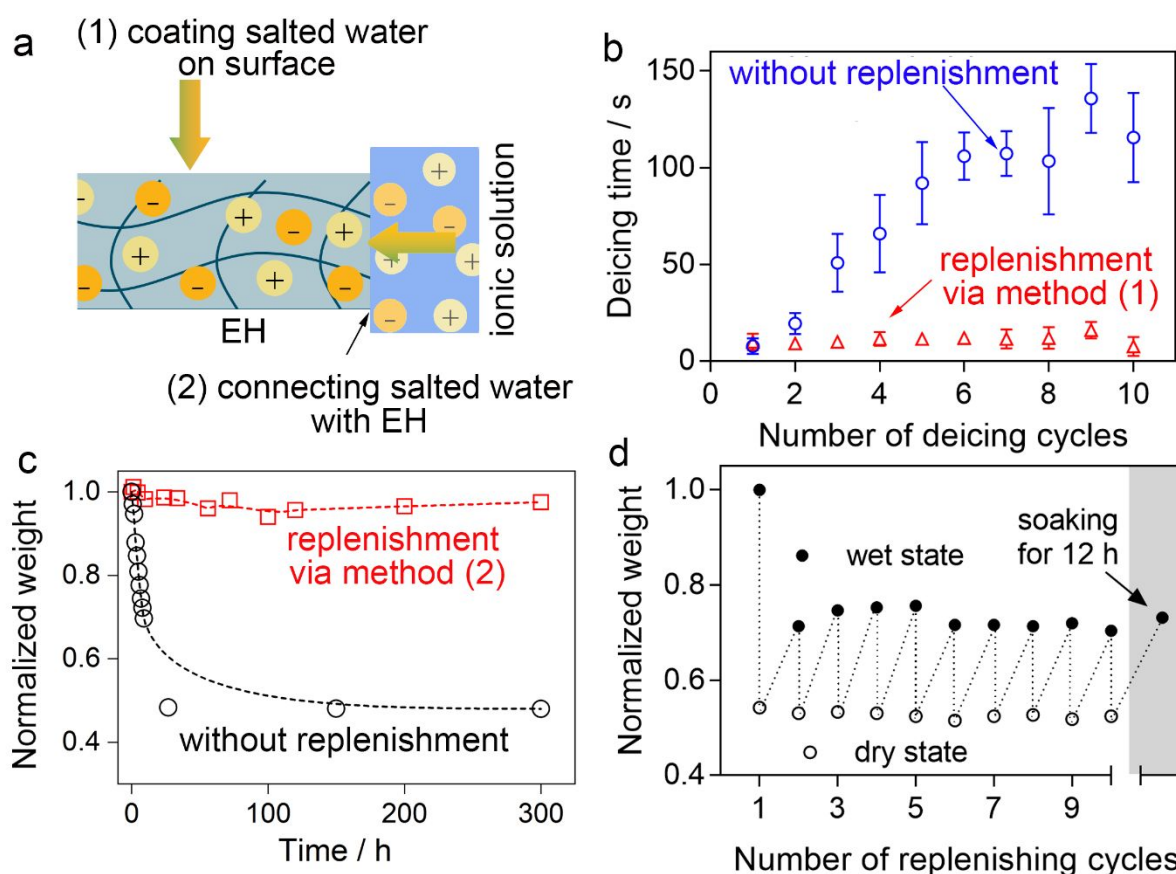 a
(1) coating salted water
on surface
+
-
+
-
+
+
-
+
-
+
-
-
-
-
+
-
+
+
-
+
ionic solution
EH
(2) connecting salted water
with EH
b
Deicing time / s
150
100
50
0
without replenishment
replenishment
via method (1)
0 2 4 6 8 10
Number of deicing cycles
c
Normalized weight
1.0
0.8
0.6
0.4
replenishment
via method (2)
without replenishment
0 100 200 300
Time / h
d
Normalized weight
1.0
0.8
0.6
0.4
soaking
for 12 h
wet state
dry state
1 3 5 7 9
Number of replenishing cycles